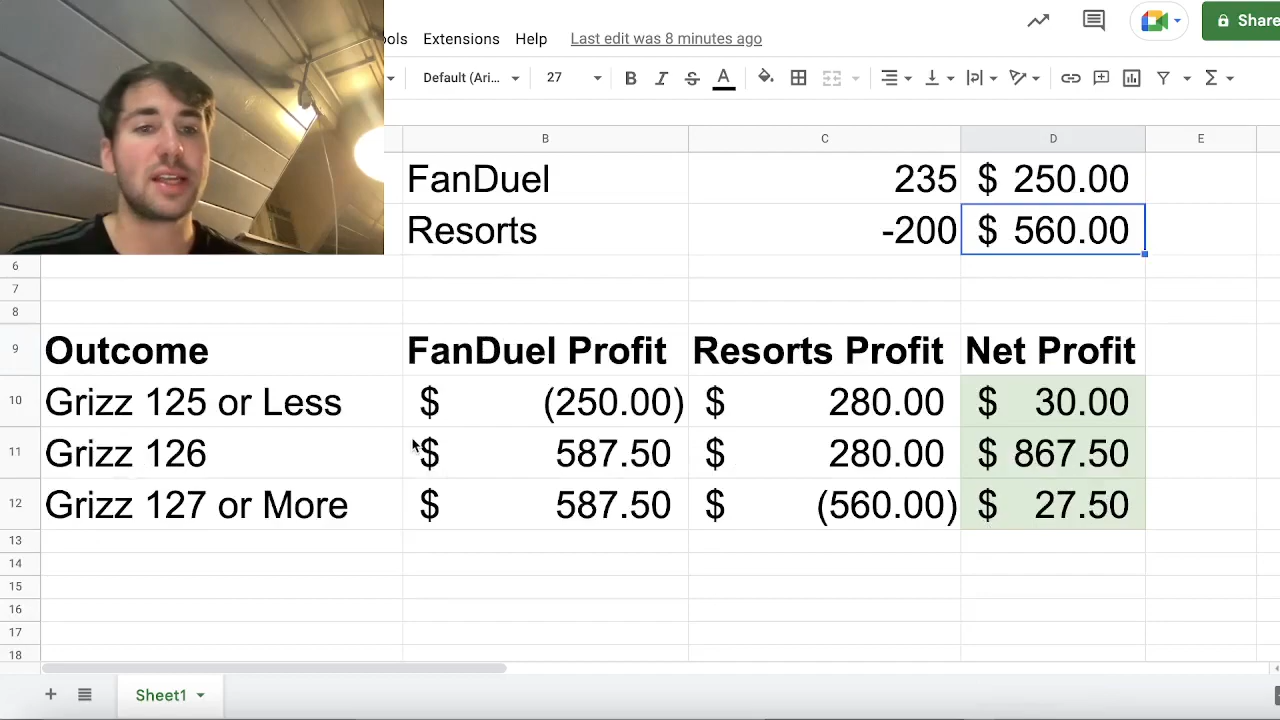 ols Extensions Help Last edit was 8 minutes ago Share
Default (Ari... 27 B I S A Σ
B C D E
FanDuel 235 $ 250.00
Resorts -200 $ 560.00
6
7
8
9 Outcome FanDuel Profit Resorts Profit Net Profit
10 Grizz 125 or Less $ (250.00) $ 280.00 $ 30.00
11 Grizz 126 $ 587.50 $ 280.00 $ 867.50
12 Grizz 127 or More $ 587.50 $ (560.00) $ 27.50
13
14
15
16
17
18
+ Sheet1